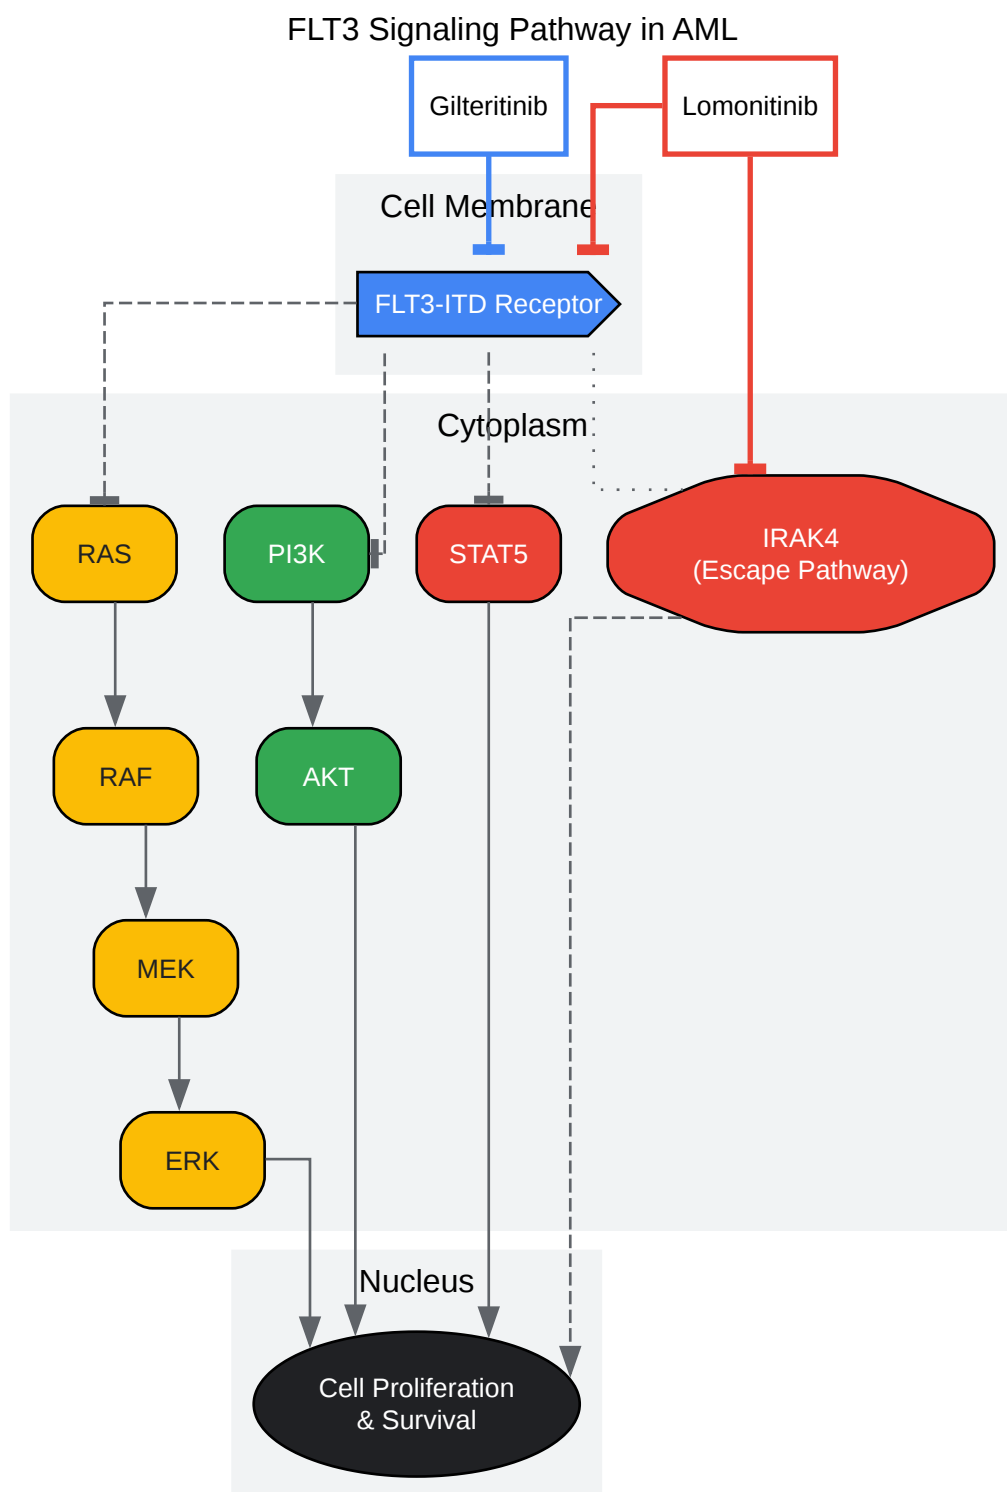 FLT3 Signaling Pathway in AML
Gilteritinib
Lomonitinib
Cell Membrane
FLT3-ITD Receptor
Cytoplasm
RAS
PI3K
STAT5
IRAK4
(Escape Pathway)
RAF
AKT
MEK
ERK
Nucleus
Cell Proliferation
& Survival